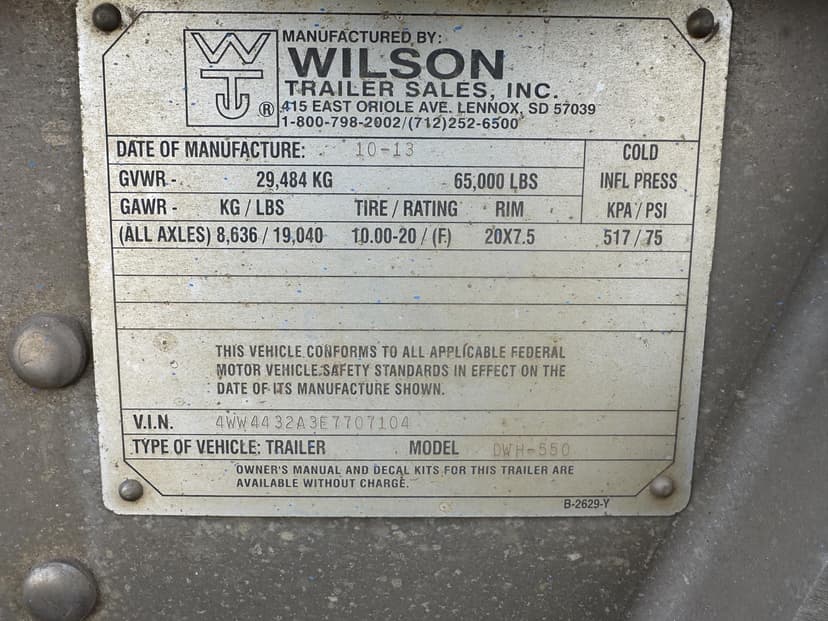 WT ®
MANUFACTURED BY:
WILSON
TRAILER SALES, INC.
415 EAST ORIOLE AVE. LENNOX, SD 57039
1-800-798-2002/(712)252-6500
DATE OF MANUFACTURE: 10-13 COLD
GVWR - 29,484 KG 65,000 LBS INFL PRESS
GAWR - KG / LBS TIRE / RATING RIM KPA / PSI
(ALL AXLES) 8,636 / 19,040 10.00-20 / (F) 20X7.5 517 / 75
THIS VEHICLE CONFORMS TO ALL APPLICABLE FEDERAL
MOTOR VEHICLE SAFETY STANDARDS IN EFFECT ON THE
DATE OF ITS MANUFACTURE SHOWN.
V.I.N. 4WW4432A3E7707104
TYPE OF VEHICLE: TRAILER MODEL DWH-550
OWNER'S MANUAL AND DECAL KITS FOR THIS TRAILER ARE
AVAILABLE WITHOUT CHARGE.
B-2629-Y